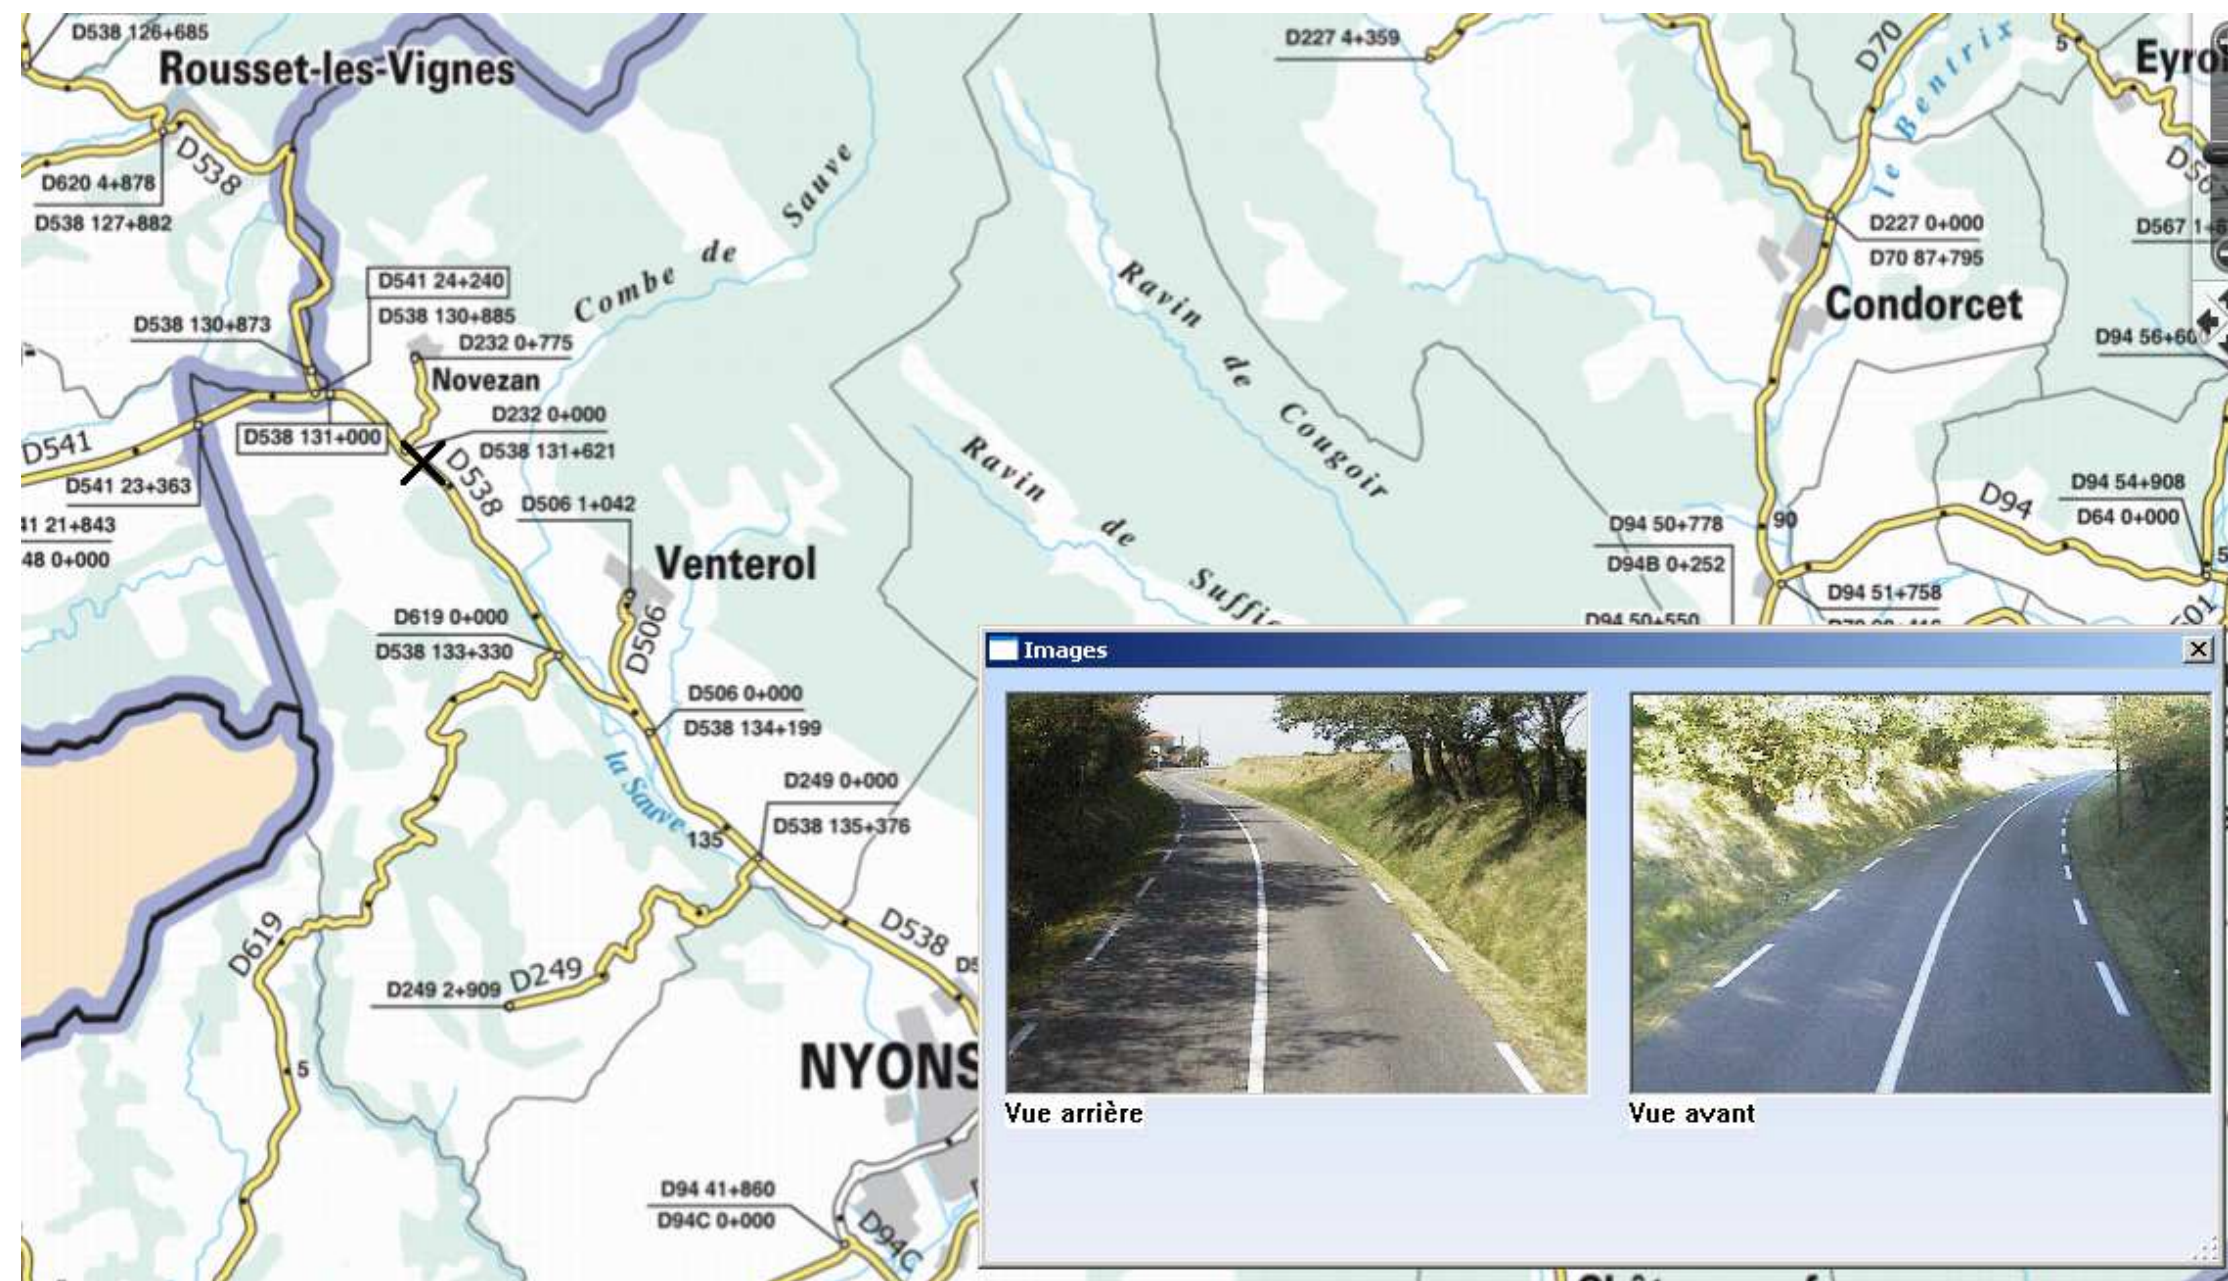 D538 126+685
Rousset-les-Vignes
D538
D620 4+878
D538 127+882
D227 4+359
D70
le Bentrix
5
D227 0+000
D70 87+795
Condorcet
D94 56+60
Combe de Sauve
Ravin de Cougoir
Ravin de
D541 24+240
D538 130+885
D538 130+873
D232 0+775
Novezan
D232 0+000
D538 131+621
D538 131+000
D541
D538
D541 23+363
41 21+843
48 0+000
D506 1+042
Venterol
D506
D619 0+000
D538 133+330
D506 0+000
D538 134+199
la Sauve
135
D249 0+000
D538 135+376
D94 50+778
D94B 0+252
D94 50+550
90
D94
D94 54+908
D64 0+000
D94 51+758
D619
D249 2+909
D249
D538
5
NYONS
D94 41+860
D94C 0+000
D94C
Images
Vue arrière
Vue avant